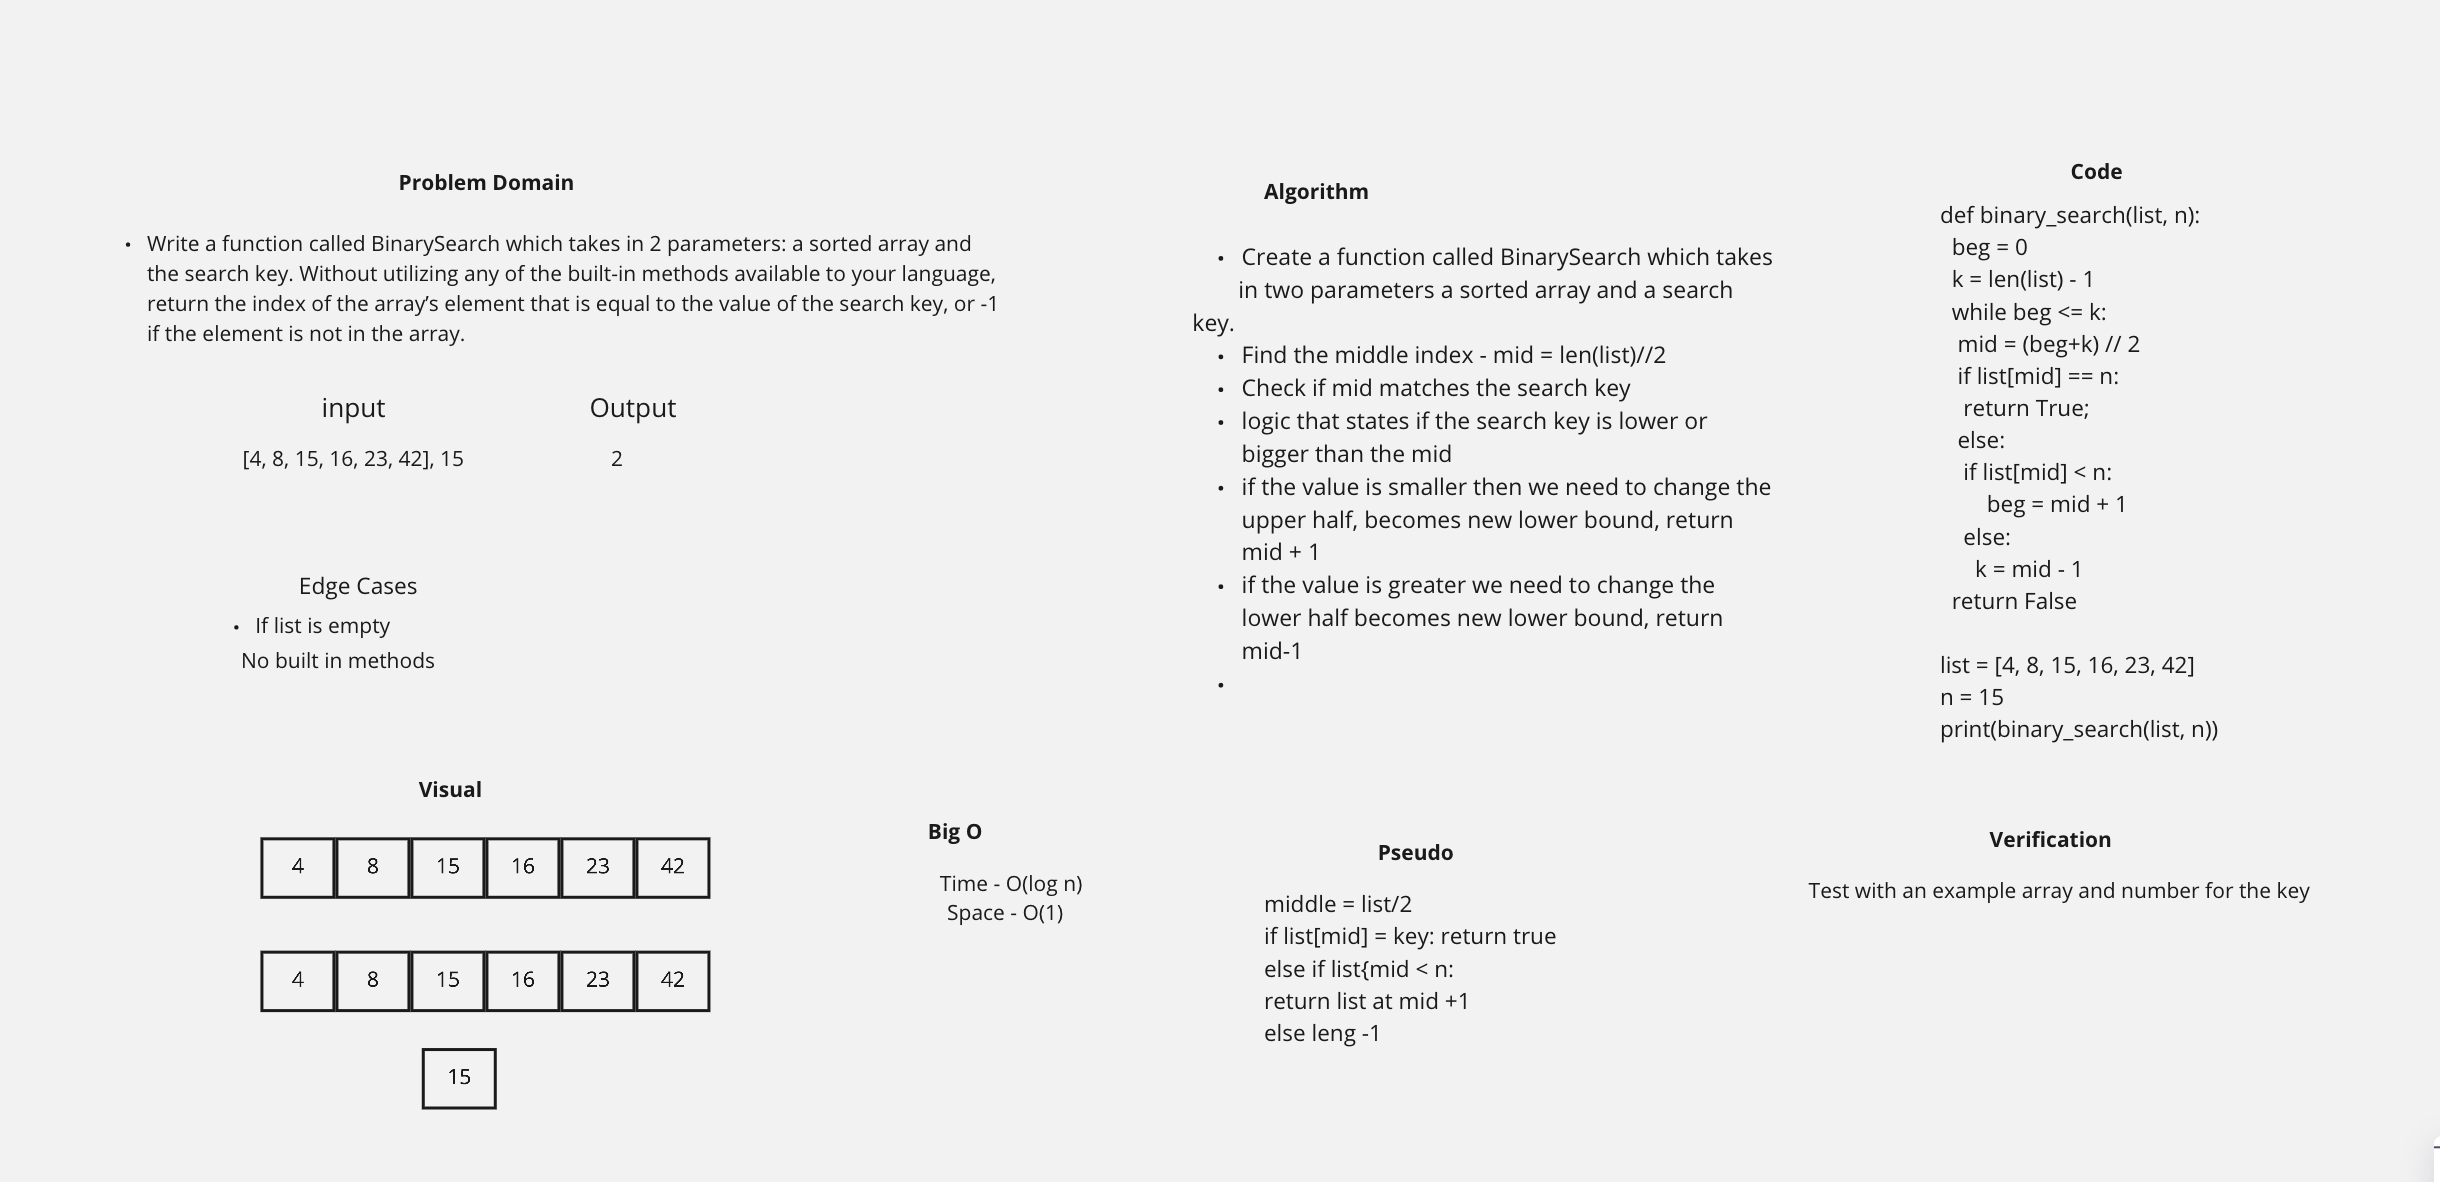 Problem Domain
• Write a function called BinarySearch which takes in 2 parameters: a sorted array and
the search key. Without utilizing any of the built-in methods available to your language,
return the index of the array’s element that is equal to the value of the search key, or -1
if the element is not in the array.
input Output
[4, 8, 15, 16, 23, 42], 15 2
Edge Cases
• If list is empty
No built in methods
Visual
4 8 15 16 23 42
4 8 15 16 23 42
15
Big O
Time - O(log n)
Space - O(1)
Algorithm
• Create a function called BinarySearch which takes
in two parameters a sorted array and a search
key.
• Find the middle index - mid = len(list)//2
• Check if mid matches the search key
• logic that states if the search key is lower or
bigger than the mid
• if the value is smaller then we need to change the
upper half, becomes new lower bound, return
mid + 1
• if the value is greater we need to change the
lower half becomes new lower bound, return
mid-1
•
Pseudo
middle = list/2
if list[mid] = key: return true
else if list{mid < n:
return list at mid +1
else leng -1
Code
def binary_search(list, n):
beg = 0
k = len(list) - 1
while beg <= k:
mid = (beg+k) // 2
if list[mid] == n:
return True;
else:
if list[mid] < n:
beg = mid + 1
else:
k = mid - 1
return False
list = [4, 8, 15, 16, 23, 42]
n = 15
print(binary_search(list, n))
Verification
Test with an example array and number for the key